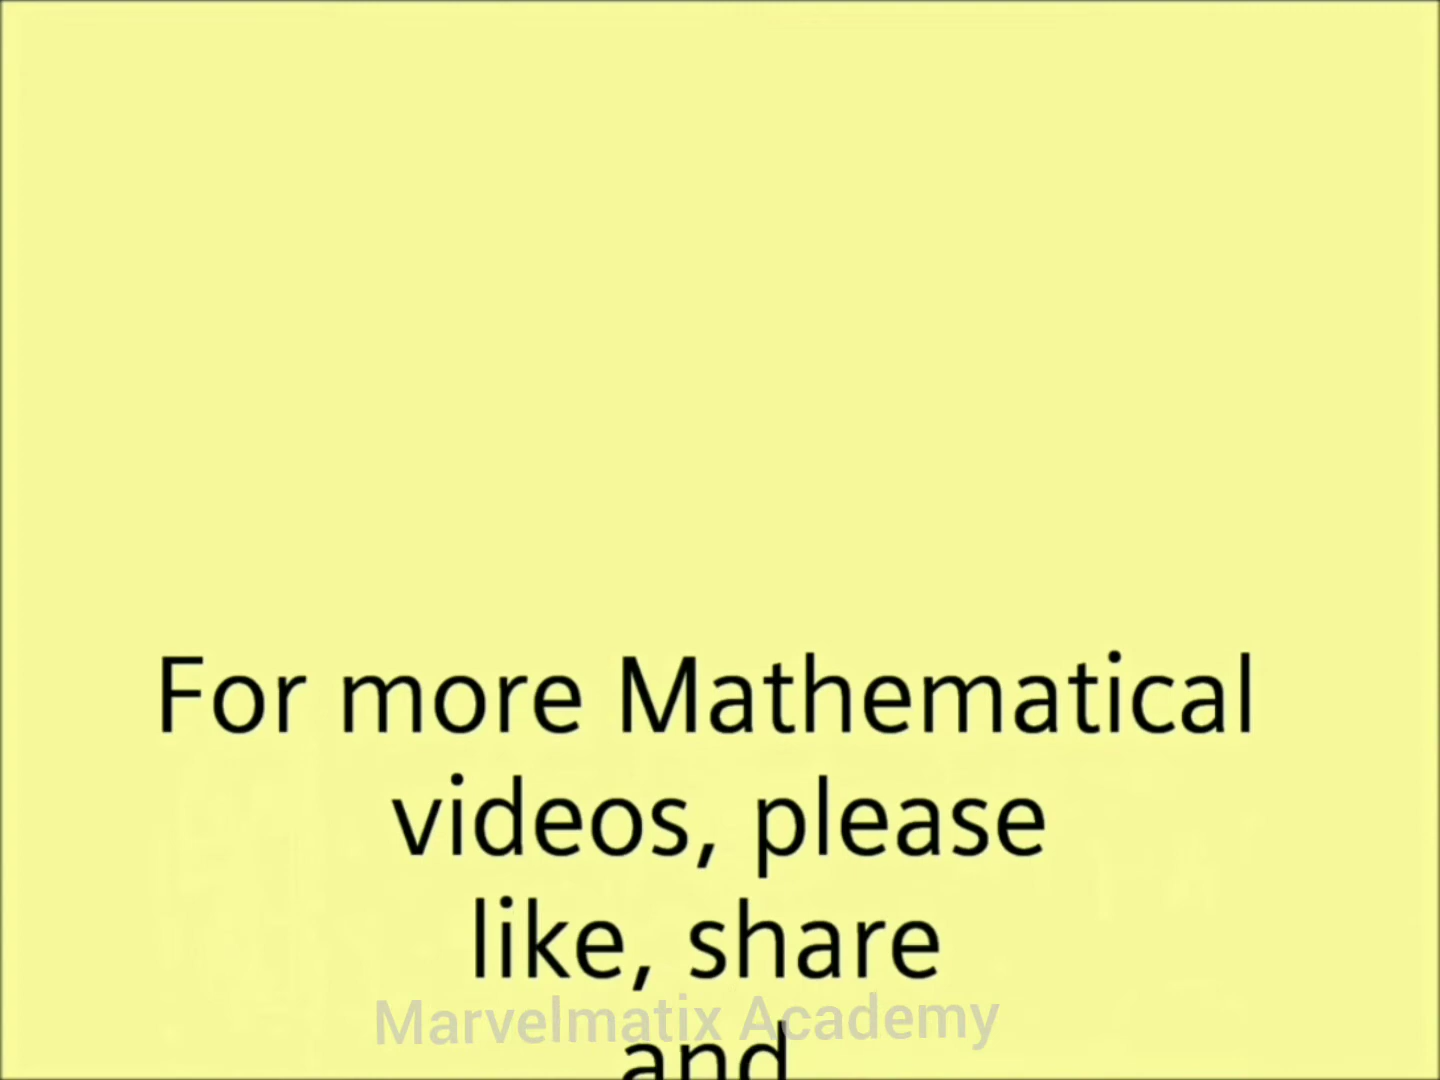 For more Mathematical
videos, please
like, share
Marvelmatix Academy
and